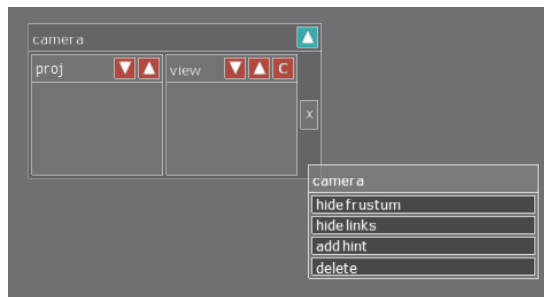 camera
proj
view
C
X
camera
hide frustum
hide links
add hint
delete